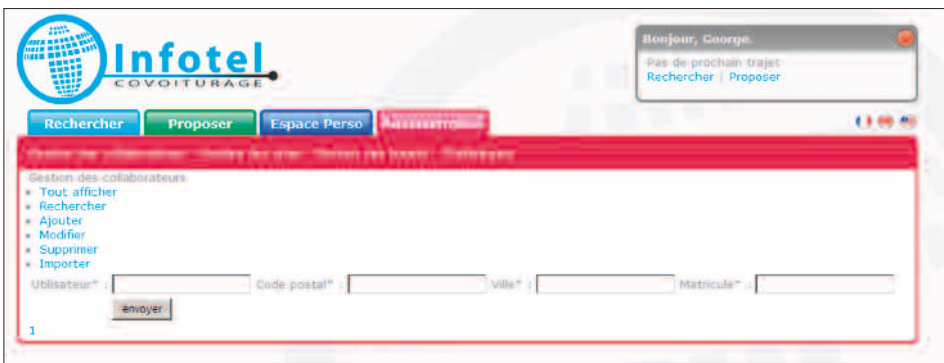 Infotel
COVOITURAGE
Bonjour, George.
Pas de prochain trajet
Rechercher | Proposer
Rechercher Proposer Espace Perso
Gestion des collaborateurs
Tout afficher
Rechercher
Ajouter
Modifier
Supprimer
Importer
Utilisateur* : Code postal* : Ville* : Matricule* :
envoyer
1